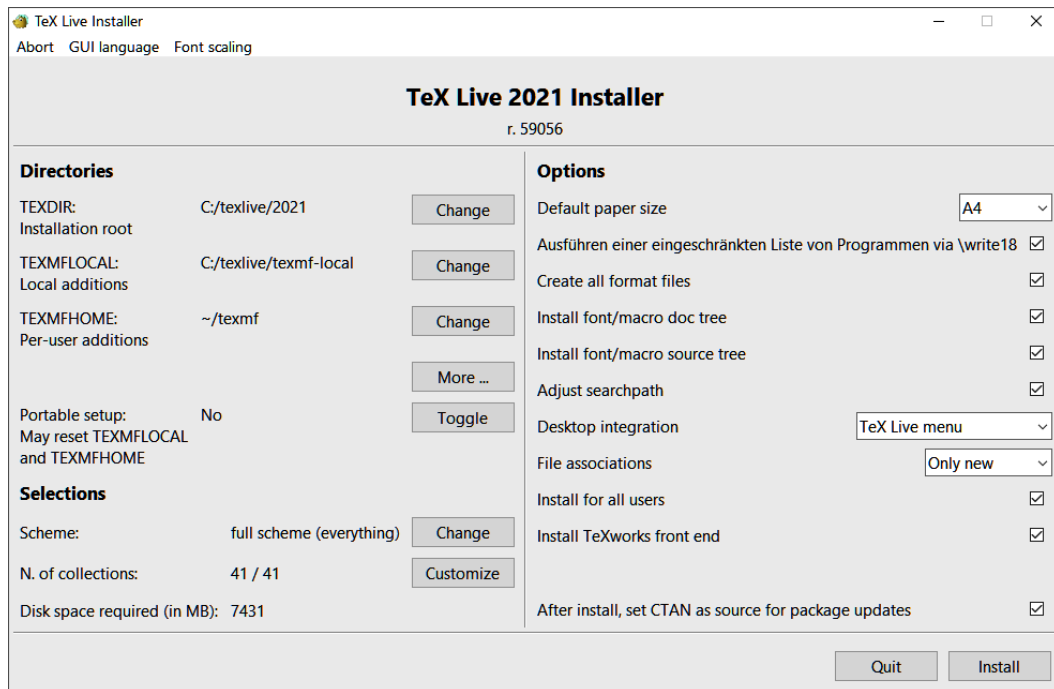 TeX Live Installer
Abort GUI language Font scaling
TeX Live 2021 Installer
r. 59056
Directories
TEXDIR: C:/texlive/2021 Change
Installation root
TEXMFLOCAL: C:/texlive/texmf-local Change
Local additions
TEXMFHOME: ~/texmf Change
Per-user additions
More ...
Portable setup: No Toggle
May reset TEXMFLOCAL
and TEXMFHOME
Selections
Scheme: full scheme (everything) Change
N. of collections: 41 / 41 Customize
Disk space required (in MB): 7431
Options
Default paper size A4
Ausführen einer eingeschränkten Liste von Programmen via \write18
Create all format files
Install font/macro doc tree
Install font/macro source tree
Adjust searchpath
Desktop integration TeX Live menu
File associations Only new
Install for all users
Install TeXworks front end
After install, set CTAN as source for package updates
Quit Install